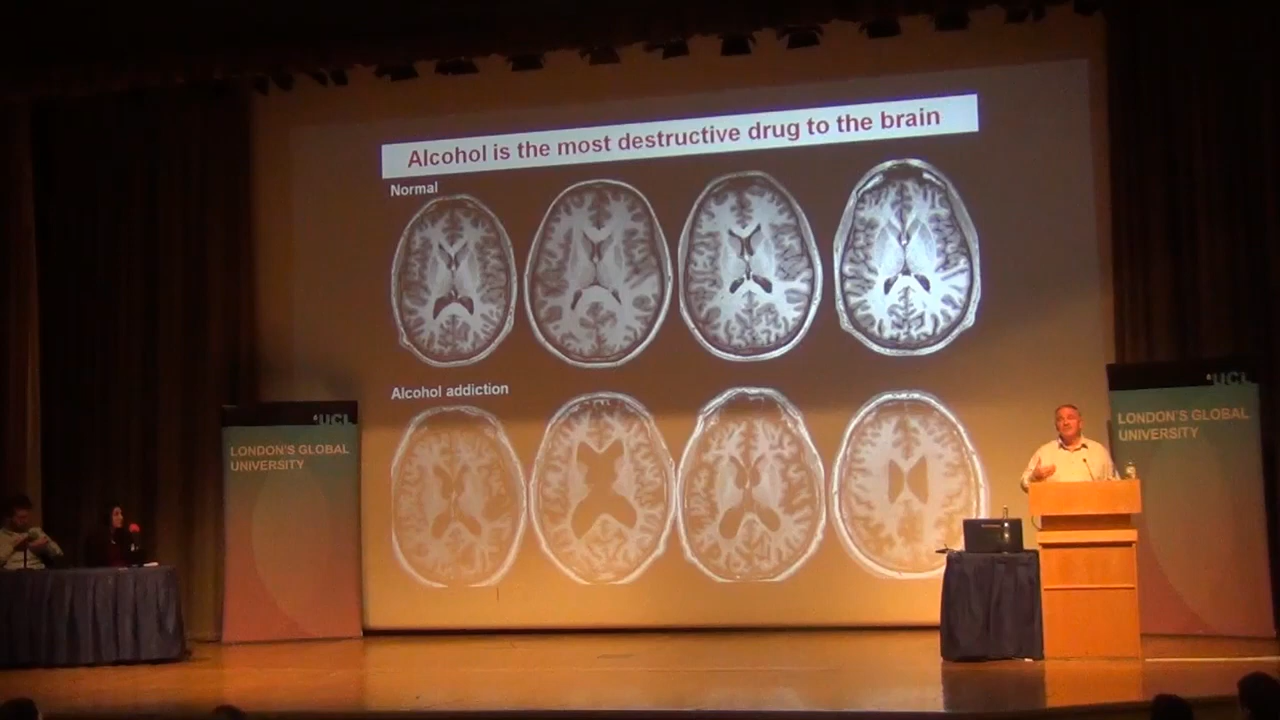 Alcohol is the most destructive drug to the brain
Normal
Alcohol addiction
UCL
LONDON'S GLOBAL
UNIVERSITY
UCL
LONDON'S GLOBAL
UNIVERSITY